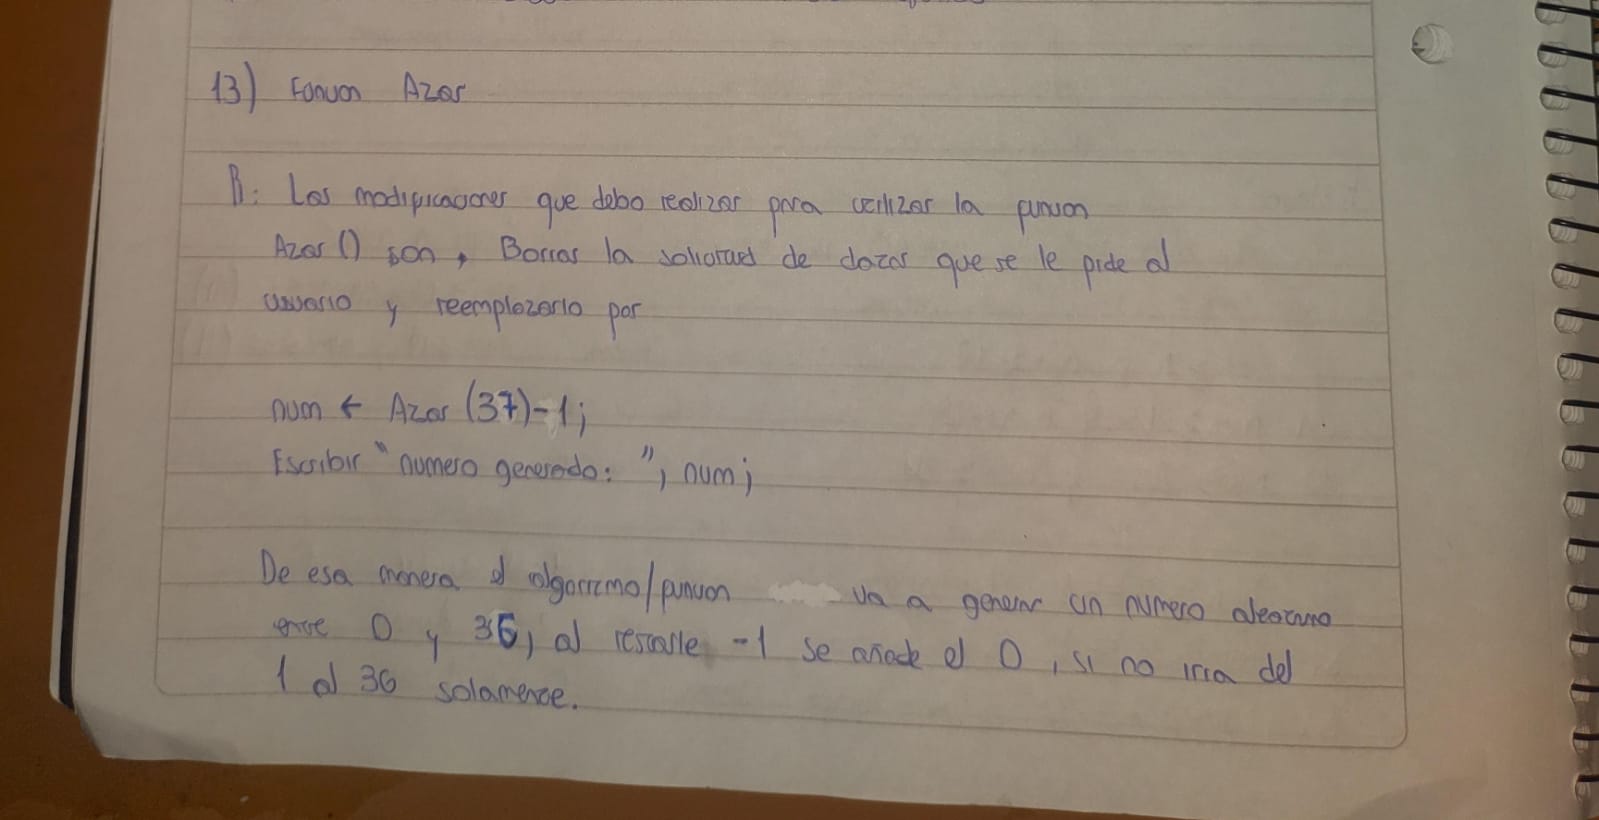 13) Funcion Azar
B: Las modificaciones que debo realizar para utilizar la funcion
Azar () son, Borrar la solicitud de datos que se le pide al
usuario y reemplazarlo por
num ← Azar (37)-1;
Escribir "numero generado: ", num;
De esa manera el algoritmo/funcion va a generar un numero aleatorio
entre 0 y 36, al restarle -1 se añade el 0, si no iria del
1 al 36 solamente.